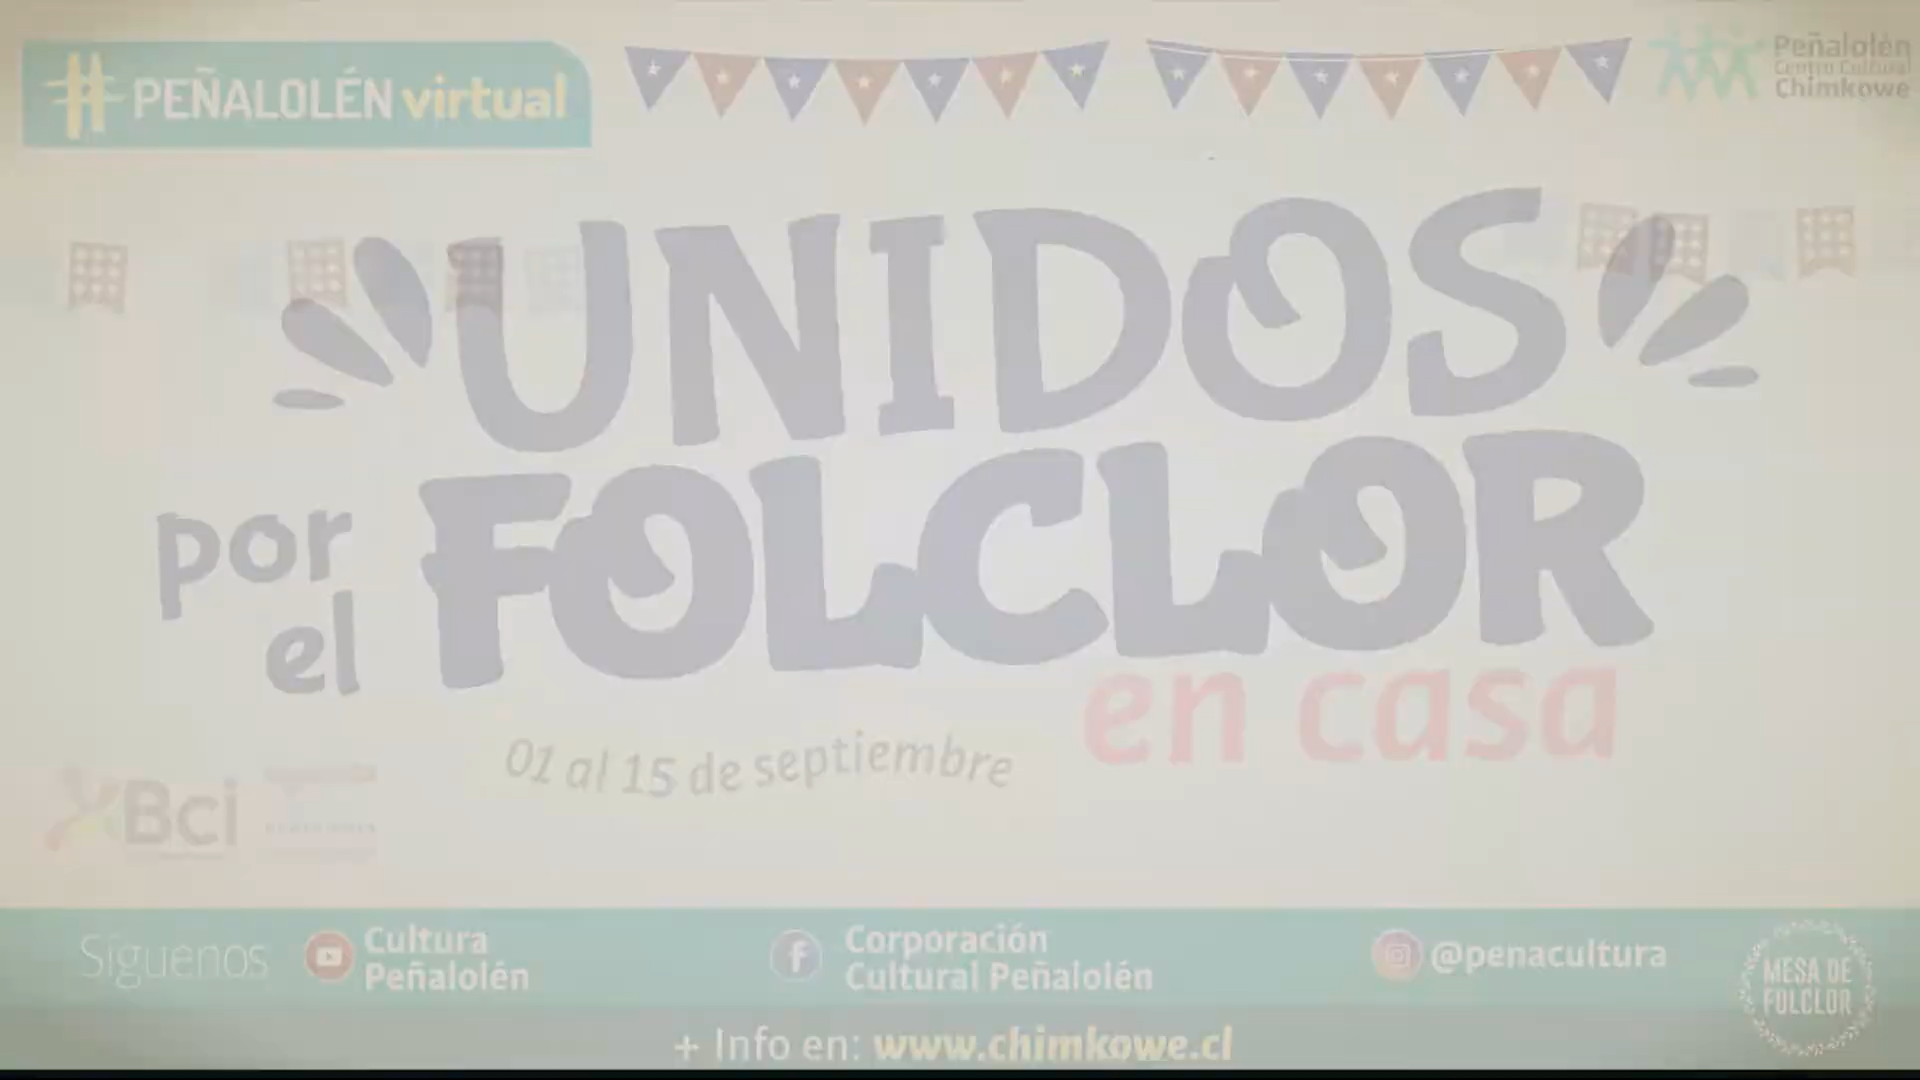 #PEÑALOLÉN virtual
Peñalolén
Centro Cultural
Chimkowe
UNIDOS
por el FOLCLOR
en casa
01 al 15 de septiembre
Bci
Síguenos
Cultura
Peñalolén
Corporación
Cultural Peñalolén
@penacultura
MESA DE
FOLCLOR
+ Info en: www.chimkowe.cl